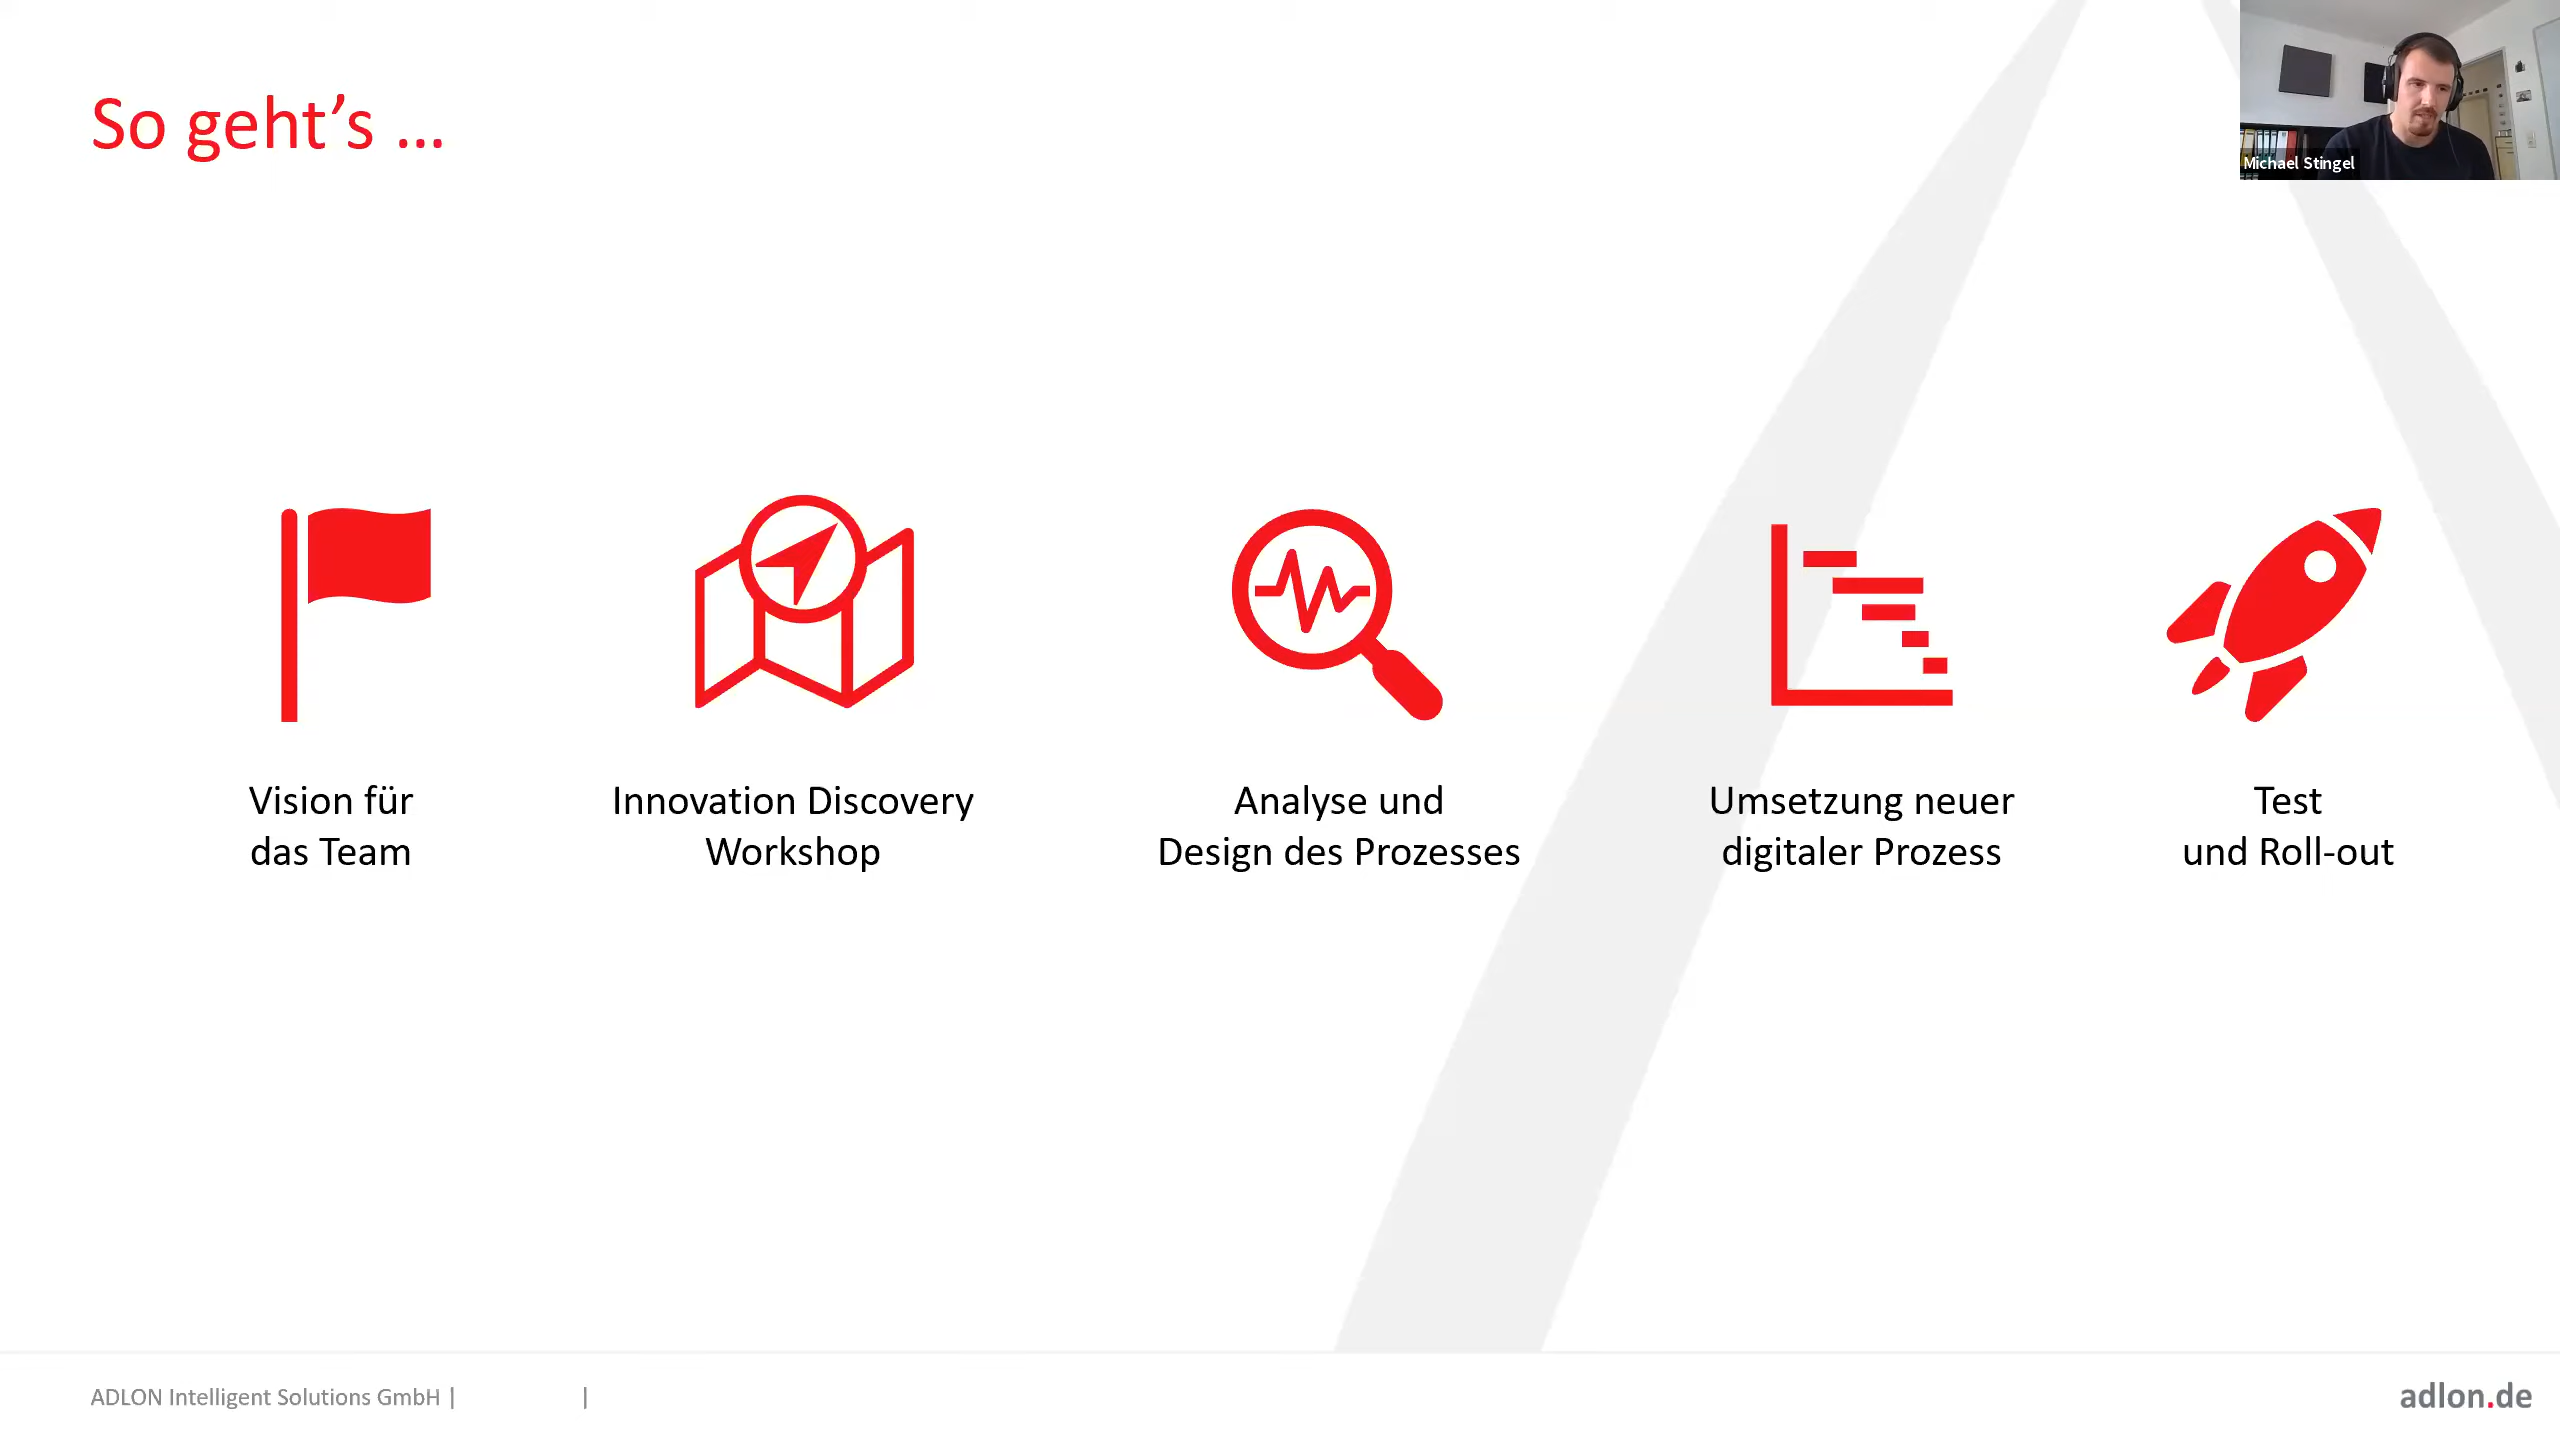 So geht’s ...
Michael Stingel
Vision für
das Team
Innovation Discovery
Workshop
Analyse und
Design des Prozesses
Umsetzung neuer
digitaler Prozess
Test
und Roll-out
ADLON Intelligent Solutions GmbH | |
adlon.de